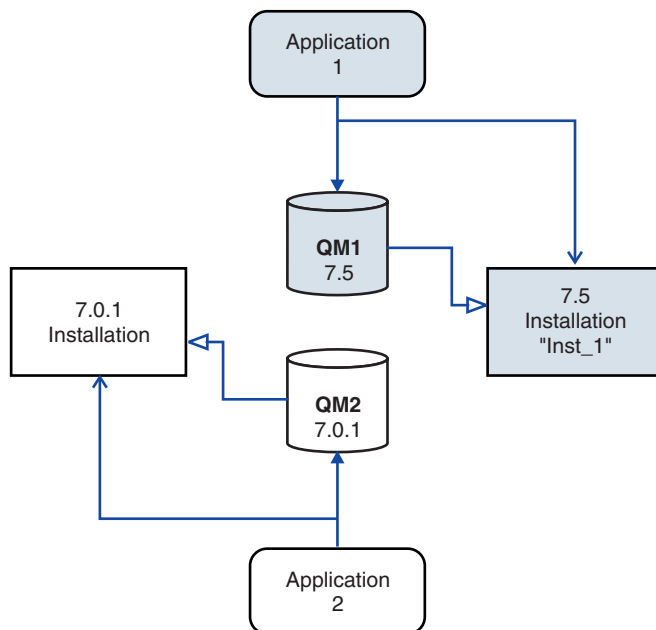 Application
1
QM1
7.5
7.0.1
Installation
7.5
Installation
"Inst_1"
QM2
7.0.1
Application
2